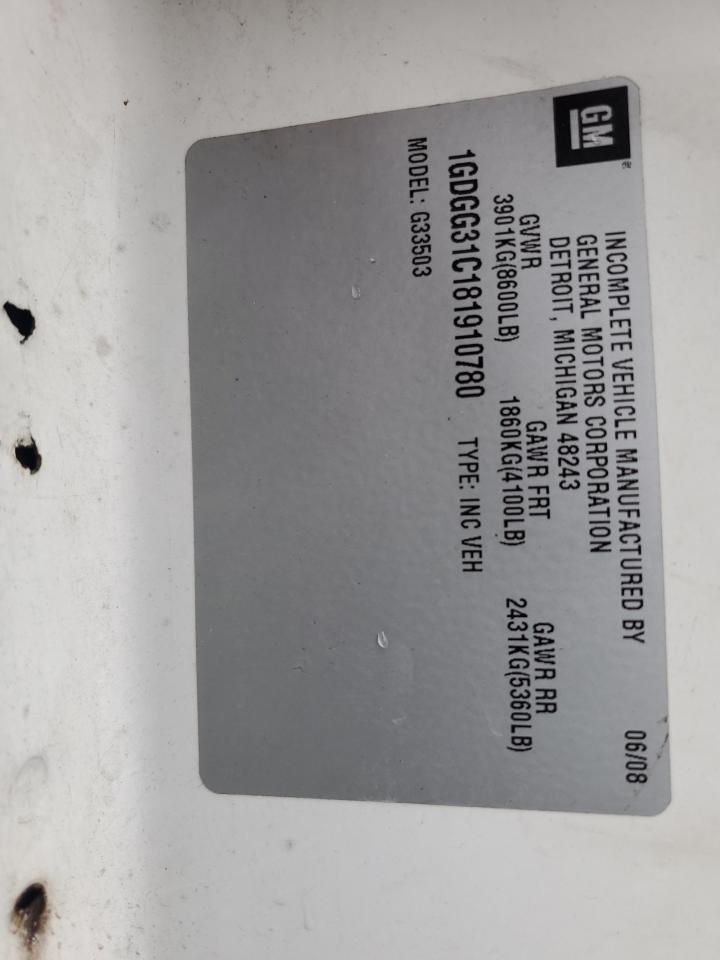 GM
INCOMPLETE VEHICLE MANUFACTURED BY 06/08
GENERAL MOTORS CORPORATION
DETROIT, MICHIGAN 48243
GVWR GAWR FRT GAWR RR
3901KG(8600LB) 1860KG(4100LB) 2431KG(5360LB)
1GDGG31C181910780 TYPE: INC VEH
MODEL: G33503